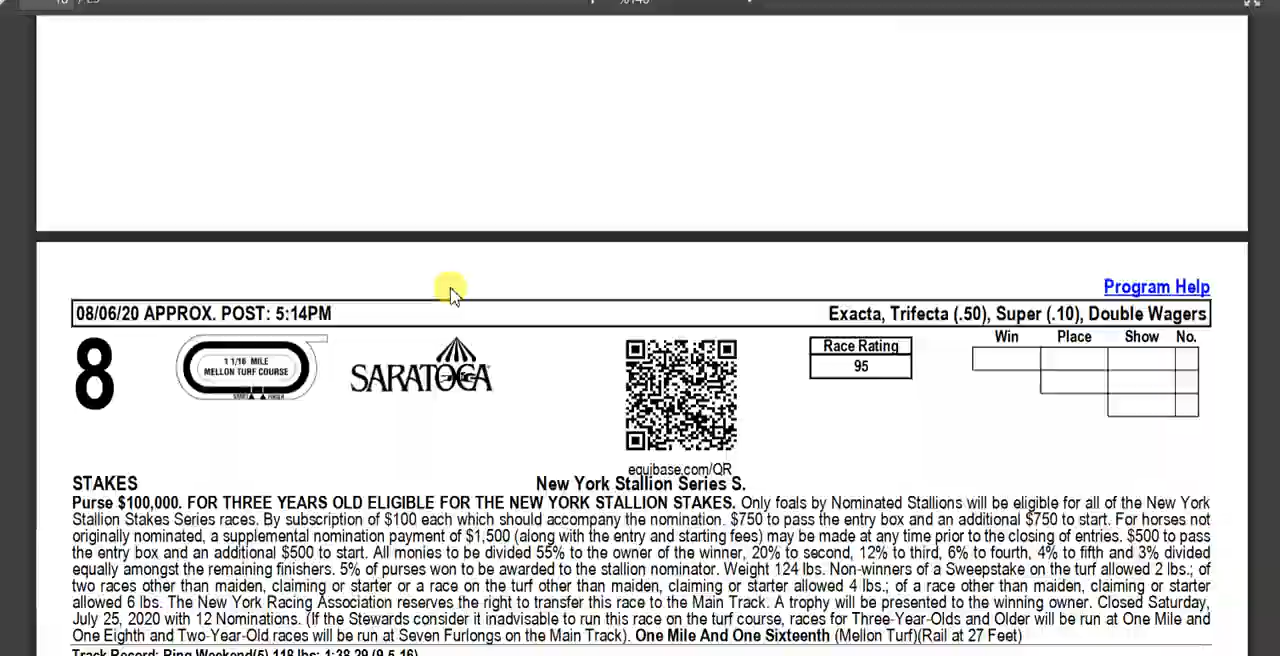 Program Help
08/06/20 APPROX. POST: 5:14PM
Exacta, Trifecta (.50), Super (.10), Double Wagers
8
1 1/16 MILE
MELLON TURF COURSE
SARATOGA
Race Rating
95
Win Place Show No.
equibase.com/QR
STAKES
New York Stallion Series S.
Purse $100,000. FOR THREE YEARS OLD ELIGIBLE FOR THE NEW YORK STALLION STAKES. Only foals by Nominated Stallions will be eligible for all of the New York
Stallion Stakes Series races. By subscription of $100 each which should accompany the nomination. $750 to pass the entry box and an additional $750 to start. For horses not
originally nominated, a supplemental nomination payment of $1,500 (along with the entry and starting fees) may be made at any time prior to the closing of entries. $500 to pass
the entry box and an additional $500 to start. All monies to be divided 55% to the owner of the winner, 20% to second, 12% to third, 6% to fourth, 4% to fifth and 3% divided
equally amongst the remaining finishers. 5% of purses won to be awarded to the stallion nominator. Weight 124 lbs. Non-winners of a Sweepstake on the turf allowed 2 lbs.; of
two races other than maiden, claiming or starter or a race on the turf other than maiden, claiming or starter allowed 4 lbs.; of a race other than maiden, claiming or starter
allowed 6 lbs. The New York Racing Association reserves the right to transfer this race to the Main Track. A trophy will be presented to the winning owner. Closed Saturday,
July 25, 2020 with 12 Nominations. (If the Stewards consider it inadvisable to run this race on the turf course, races for Three-Year-Olds and Older will be run at One Mile and
One Eighth and Two-Year-Old races will be run at Seven Furlongs on the Main Track). One Mile And One Sixteenth (Mellon Turf)(Rail at 27 Feet)
Track Record: Ring Weekend(5) 118 lbs; 1:38.29 (9-5-16)